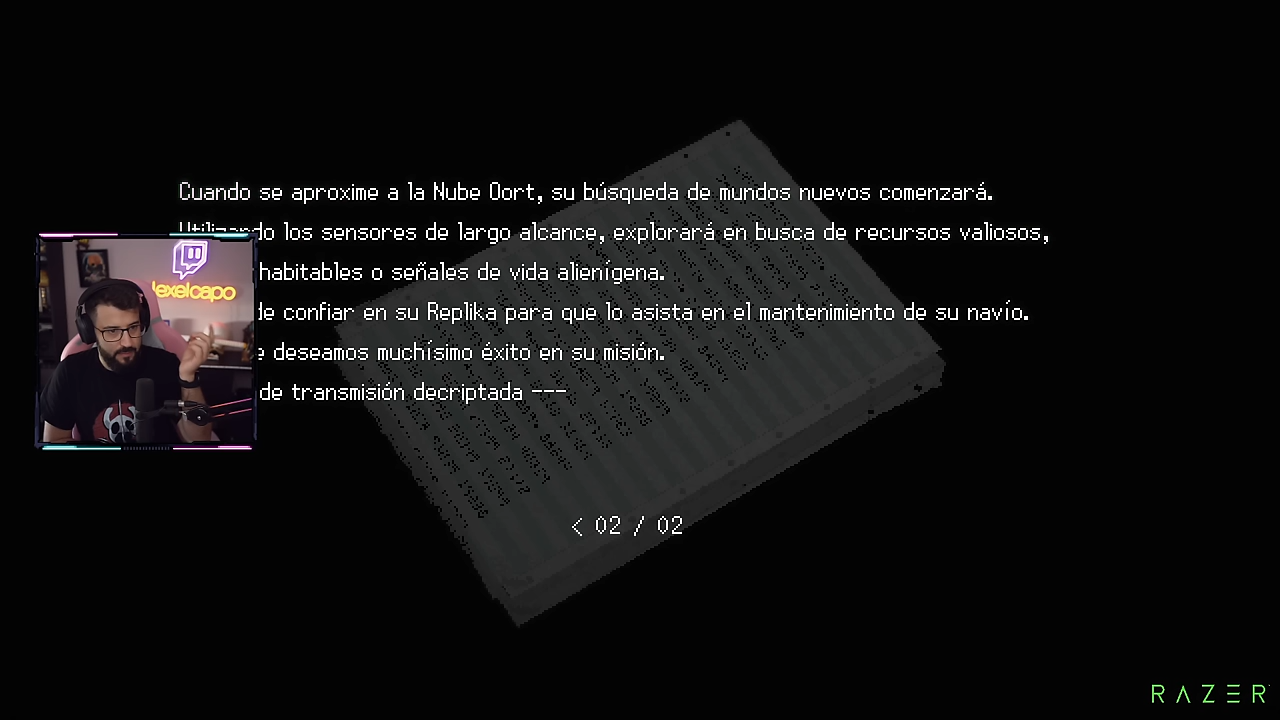 Cuando se aproxime a la Nube Oort, su búsqueda de mundos nuevos comenzará.
Utilizando los sensores de largo alcance, explorará en busca de recursos valiosos,
habitables o señales de vida alienígena.
de confiar en su Replika para que lo asista en el mantenimiento de su navío.
deseamos muchísimo éxito en su misión.
de transmisión decriptada ---
lexelcapo
< 02 / 02
RAZER